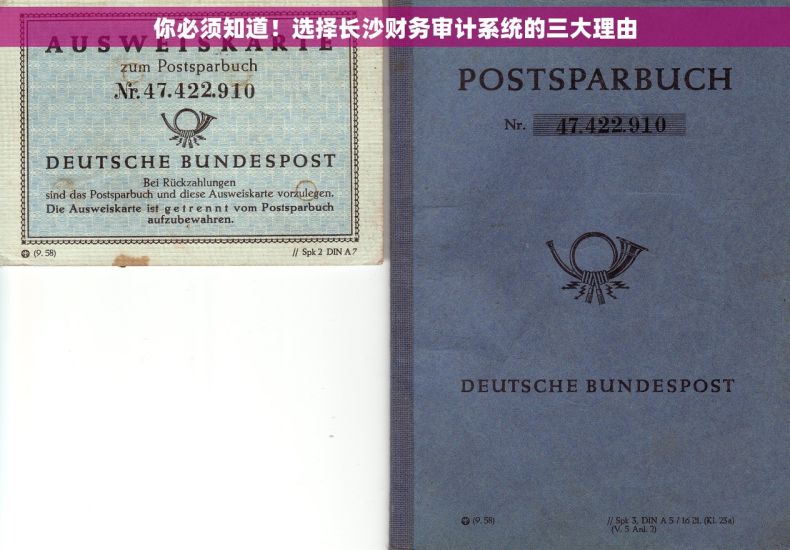 你必须知道！选择长沙财务审计系统的三大理由
AUSWEISKARTE
zum Postsparbuch
Nr. 47.422.910
DEUTSCHE BUNDESPOST
Bei Rückzahlungen
sind das Postsparbuch und diese Ausweiskarte vorzulegen.
Die Ausweiskarte ist getrennt vom Postsparbuch
aufzubewahren.
(9. 58)
// Spk 2 DIN A 7
POSTSPARBUCH
Nr. 47.422.910
DEUTSCHE BUNDESPOST
(9. 58)
// Spk 3, DIN A 5 / 16 Bl. (Kl. 23a)
(V. 5 Anl. 2)